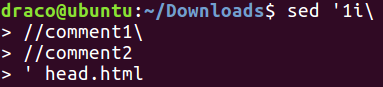 draco@ubuntu:~/Downloads$ sed '1i\
> //comment1\
> //comment2
> ' head.html